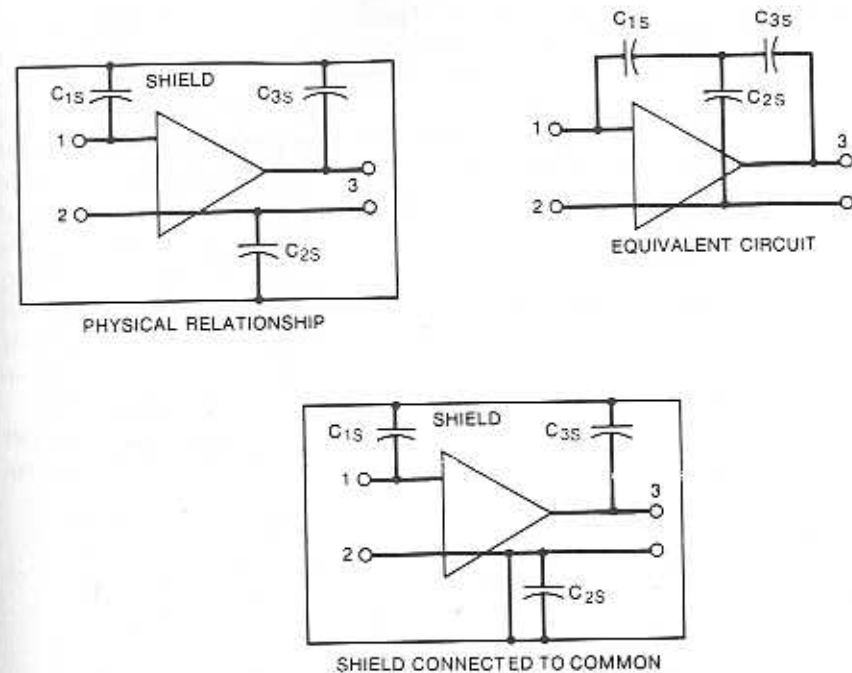 SHIELD
C1S
C3S
1
3
2
C2S
PHYSICAL RELATIONSHIP
C1S
C3S
C2S
1
3
2
EQUIVALENT CIRCUIT
SHIELD
C1S
C3S
1
3
2
C2S
SHIELD CONNECTED TO COMMON